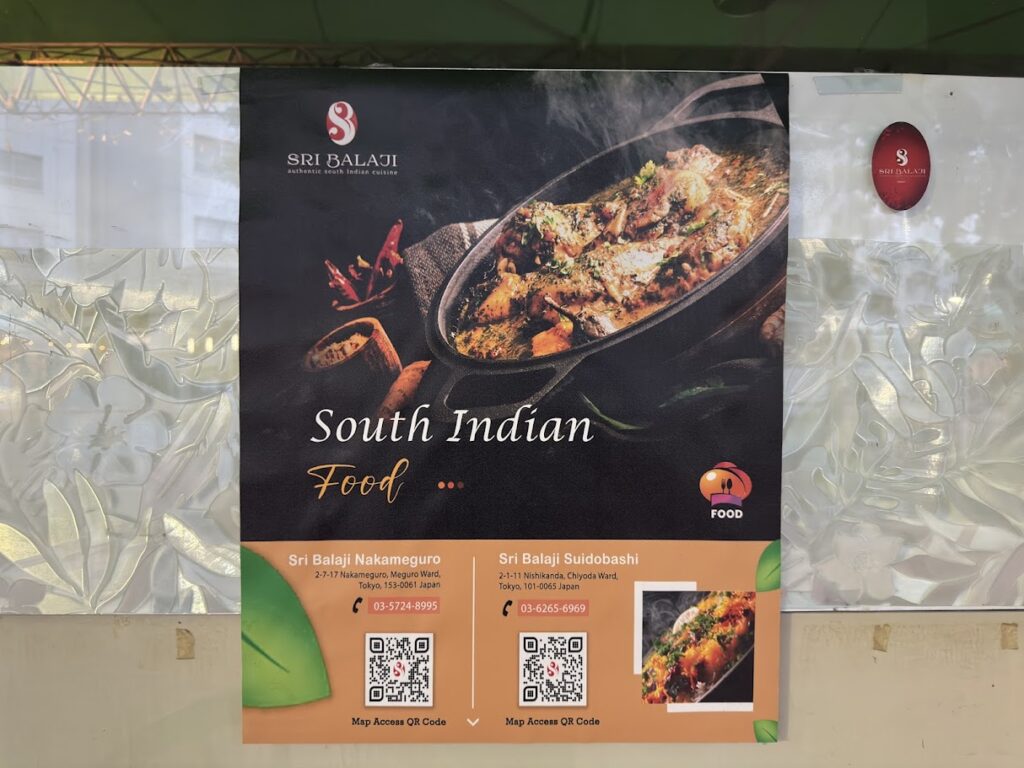 SRI BALAJI
authentic south Indian cuisine
SRI BALAJI
South Indian
Food
FOOD
Sri Balaji Nakameguro
2-7-17 Nakameguro, Meguro Ward,
Tokyo, 153-0061 Japan
03-5724-8995
Map Access QR Code
Sri Balaji Suidobashi
2-1-11 Nishikanda, Chiyoda Ward,
Tokyo, 101-0065 Japan
03-6265-6969
Map Access QR Code